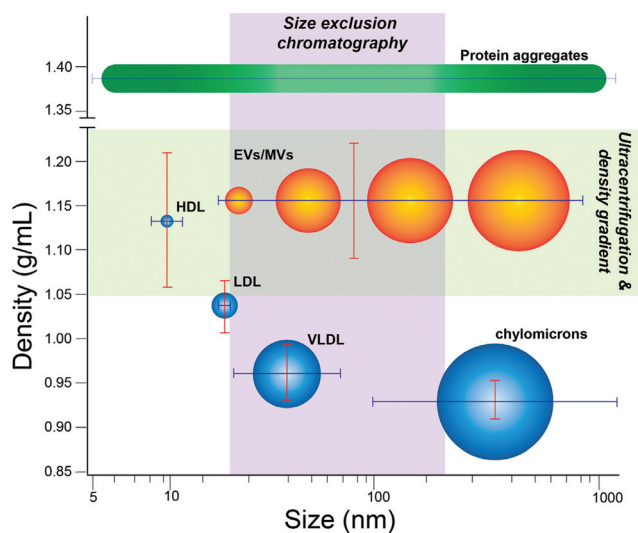 Size exclusion
chromatography
Protein aggregates
1.40
1.35
1.20
1.15
1.10
1.05
1.00
0.95
0.90
0.85
Density (g/mL)
EVs/MVs
HDL
LDL
VLDL
chylomicrons
Ultracentrifugation &
density gradient
5
10
100
1000
Size (nm)